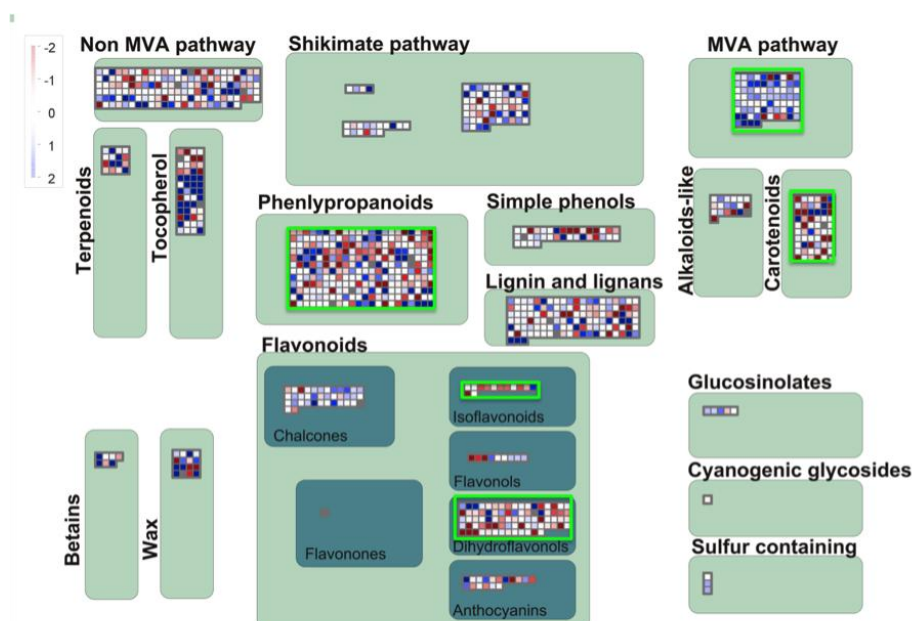 Non MVA pathway
Shikimate pathway
MVA pathway
-2
-1
0
1
2
Terpenoids
Tocopherol
Phenlypropanoids
Simple phenols
Lignin and lignans
Alkaloids-like
Carotenoids
Flavonoids
Chalcones
Isoflavonoids
Flavonols
Flavonones
Dihydroflavonols
Anthocyanins
Betains
Wax
Glucosinolates
Cyanogenic glycosides
Sulfur containing